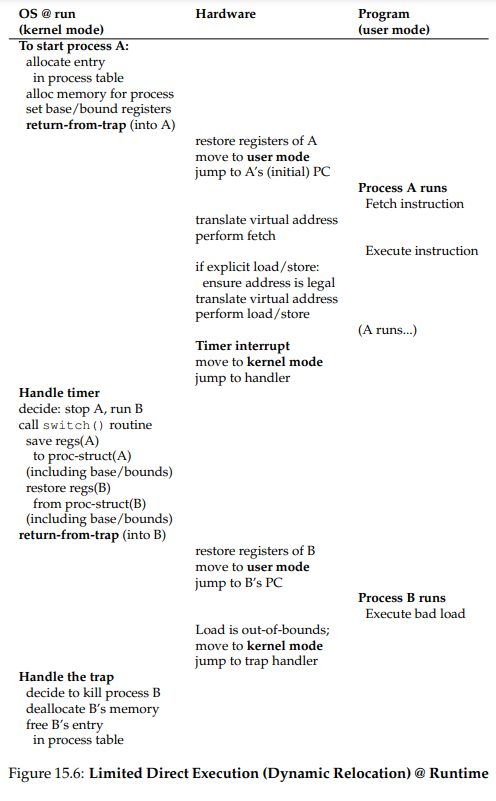 OS @ run Hardware Program
(kernel mode) (user mode)
To start process A:
allocate entry
in process table
alloc memory for process
set base/bound registers
return-from-trap (into A)
restore registers of A
move to user mode
jump to A's (initial) PC
Process A runs
Fetch instruction
translate virtual address
perform fetch
Execute instruction
if explicit load/store:
ensure address is legal
translate virtual address
perform load/store
(A runs...)
Timer interrupt
move to kernel mode
jump to handler
Handle timer
decide: stop A, run B
call switch() routine
save regs(A)
to proc-struct(A)
(including base/bounds)
restore regs(B)
from proc-struct(B)
(including base/bounds)
return-from-trap (into B)
restore registers of B
move to user mode
jump to B's PC
Process B runs
Execute bad load
Load is out-of-bounds;
move to kernel mode
jump to trap handler
Handle the trap
decide to kill process B
deallocate B's memory
free B's entry
in process table
Figure 15.6: Limited Direct Execution (Dynamic Relocation) @ Runtime